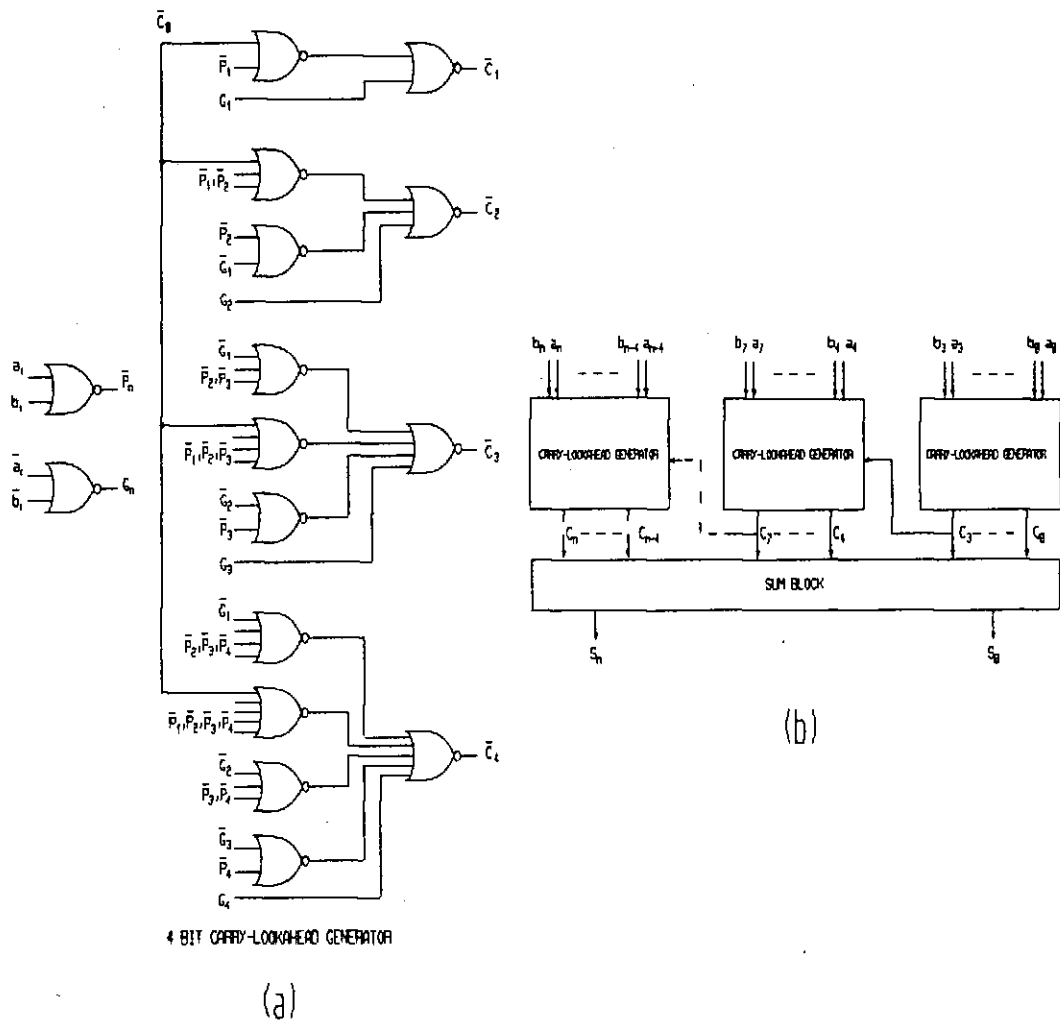 C̄₀
P̄₁
G₁
C̄₁
P̄₁,P̄₂
P̄₂
Ḡ₁
G₂
C̄₂
a₁
b₁
P̄ₙ
ā₁
b̄₁
Gₙ
Ḡ₁
P̄₂,P̄₃
P̄₁,P̄₂,P̄₃
Ḡ₂
P̄₃
G₃
C̄₃
Ḡ₁
P̄₂,P̄₃,P̄₄
P̄₁,P̄₂,P̄₃,P̄₄
Ḡ₂
P̄₃,P̄₄
Ḡ₃
P̄₄
G₄
C̄₄
4 BIT CARRY-LOOKAHEAD GENERATOR
(a)
bₙ aₙ bₙ₋₄ aₙ₋₄ b₇ a₇ b₄ a₄ b₃ a₃ b₀ a₀
CARRY-LOOKAHEAD GENERATOR CARRY-LOOKAHEAD GENERATOR CARRY-LOOKAHEAD GENERATOR
Cₙ Cₙ₋₄ C₇ C₄ C₃ C₀
SUM BLOCK
Sₙ S₀
(b)